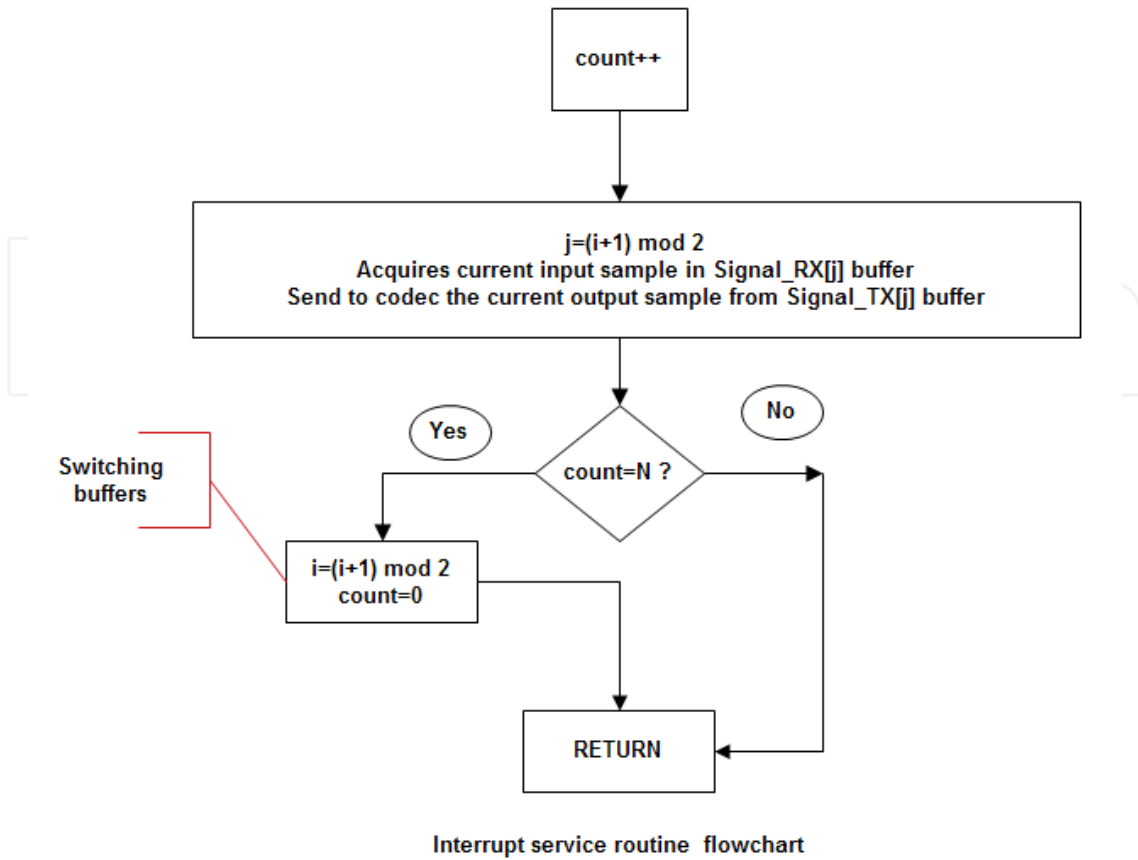 count++
j=(i+1) mod 2
Acquires current input sample in Signal_RX[j] buffer
Send to codec the current output sample from Signal_TX[j] buffer
Yes
No
count=N ?
Switching
buffers
i=(i+1) mod 2
count=0
RETURN
Interrupt service routine flowchart